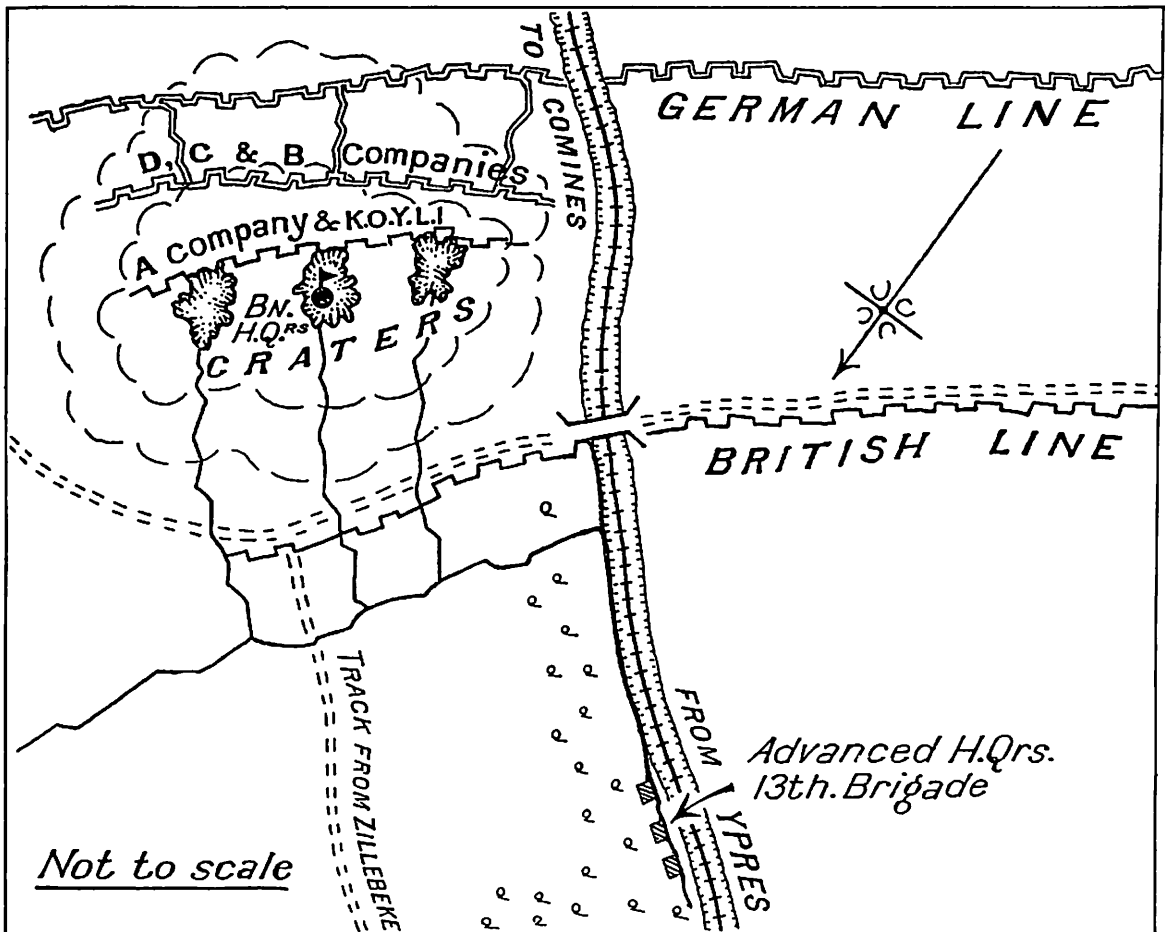 TO COMINES
GERMAN LINE
D, C & B Companies
A Company & K.O.Y.L.I
BN.
H.Q.RS
CRATERS
BRITISH LINE
TRACK FROM ZILLEBEKE
FROM YPRES
Advanced H.Qrs.
13th. Brigade
Not to scale